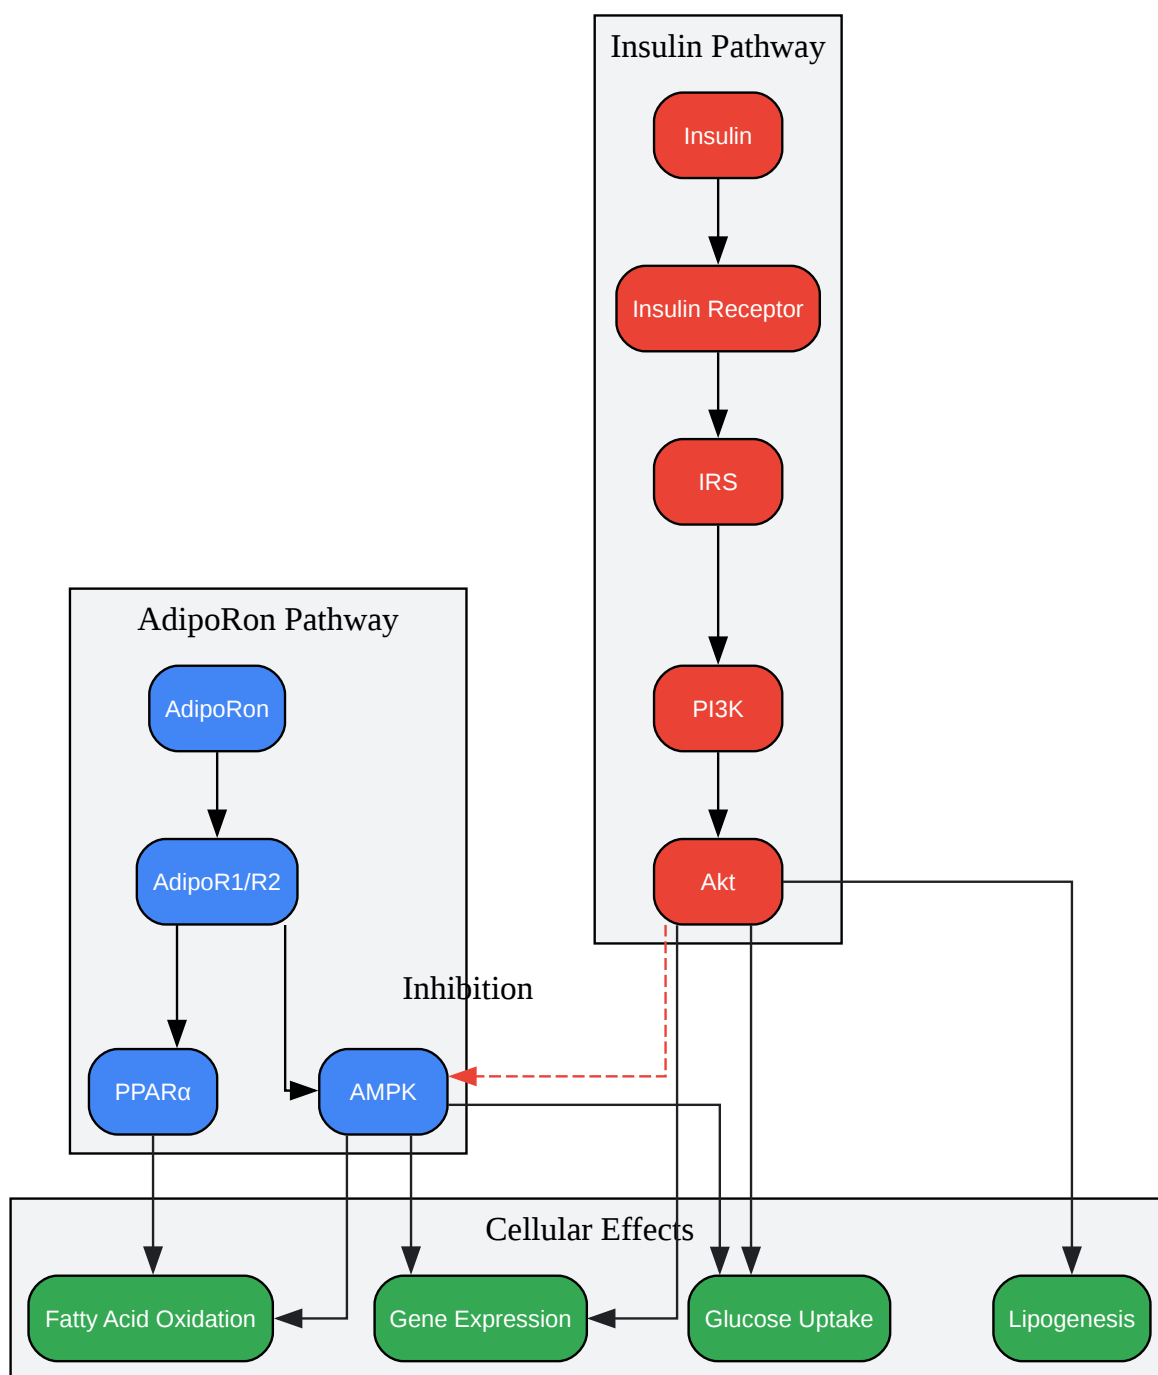 Insulin Pathway
Insulin
Insulin Receptor
IRS
PI3K
Akt
AdipoRon Pathway
AdipoRon
AdipoR1/R2
Inhibition
PPARα
AMPK
Cellular Effects
Fatty Acid Oxidation
Gene Expression
Glucose Uptake
Lipogenesis